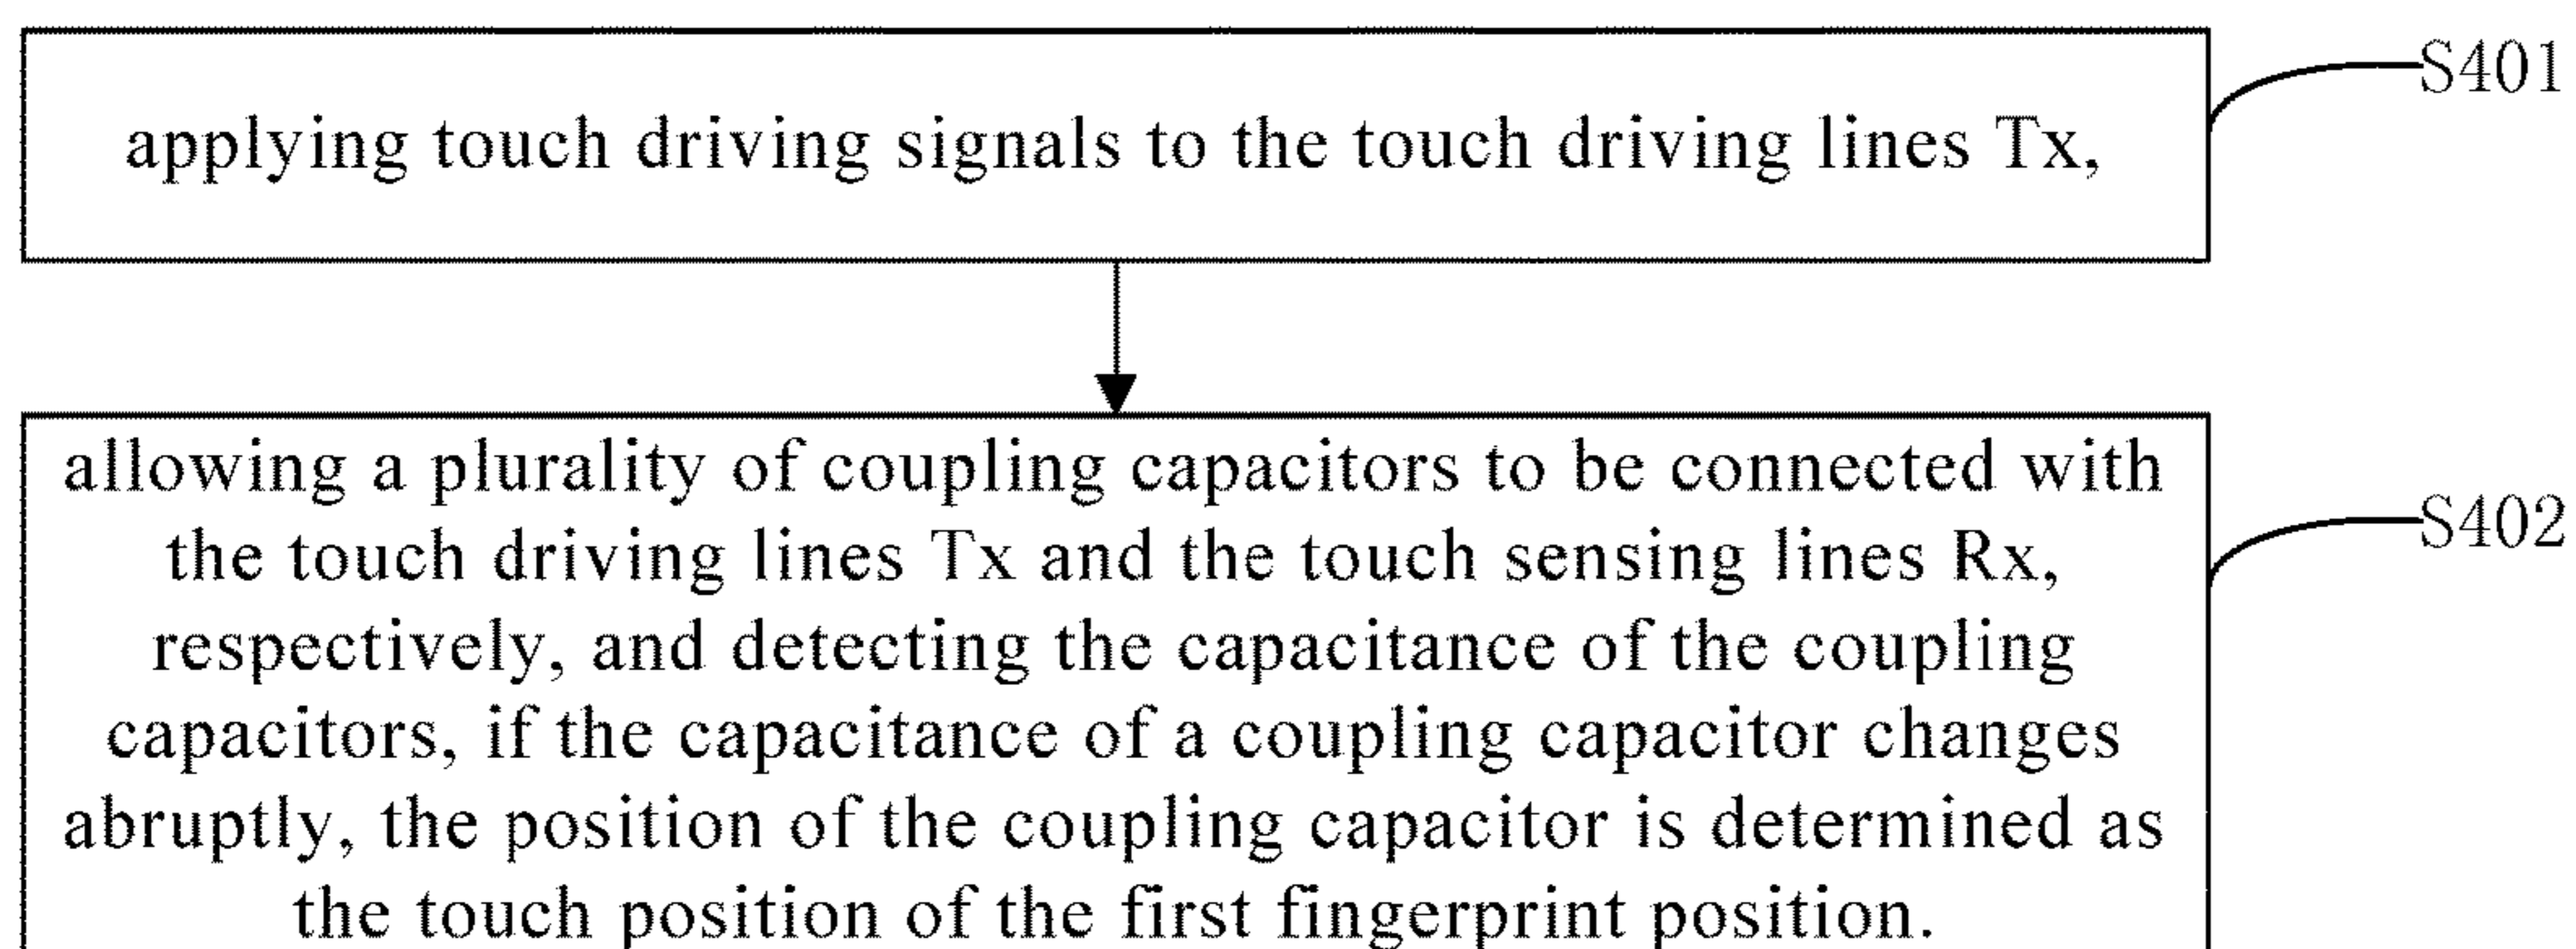 applying touch driving signals to the touch driving lines Tx,
S401
allowing a plurality of coupling capacitors to be connected with
the touch driving lines Tx and the touch sensing lines Rx,
S402
respectively, and detecting the capacitance of the coupling
capacitors, if the capacitance of a coupling capacitor changes
abruptly, the position of the coupling capacitor is determined as
the touch position of the first fingerprint position.